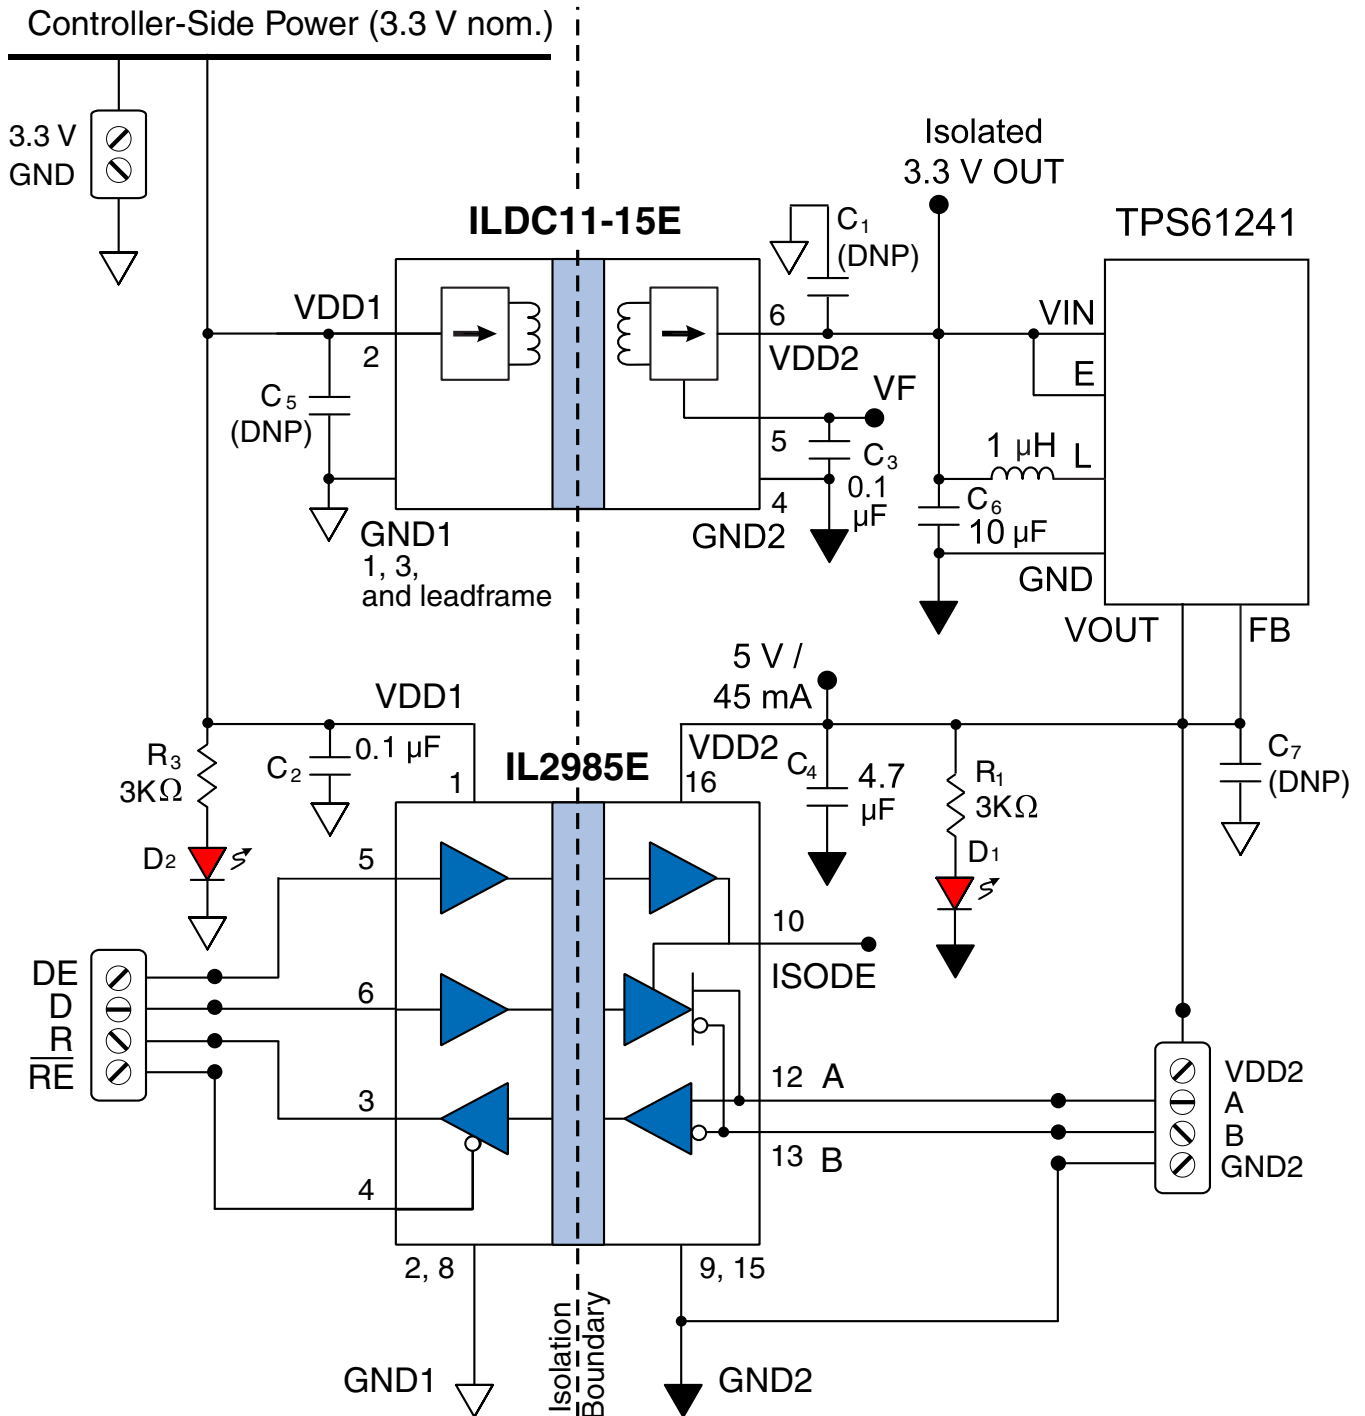 Controller-Side Power (3.3 V nom.)
3.3 V
GND
Isolated
3.3 V OUT
ILDC11-15E
C1
(DNP)
TPS61241
VDD1
2
6
VDD2
VIN
E
C5
(DNP)
VF
5
C3
0.1
µF
1 µH
L
4
GND2
C6
10 µF
GND
GND1
1, 3,
and leadframe
VOUT
FB
5 V /
45 mA
VDD1
VDD2
R3
3KΩ
C2
0.1 µF
1
IL2985E
16
C4
4.7
µF
R1
3KΩ
C7
(DNP)
D2
D1
5
10
ISODE
DE
D
R
RE
6
3
4
12 A
13 B
VDD2
A
B
GND2
2, 8
9, 15
Isolation
Boundary
GND1
GND2